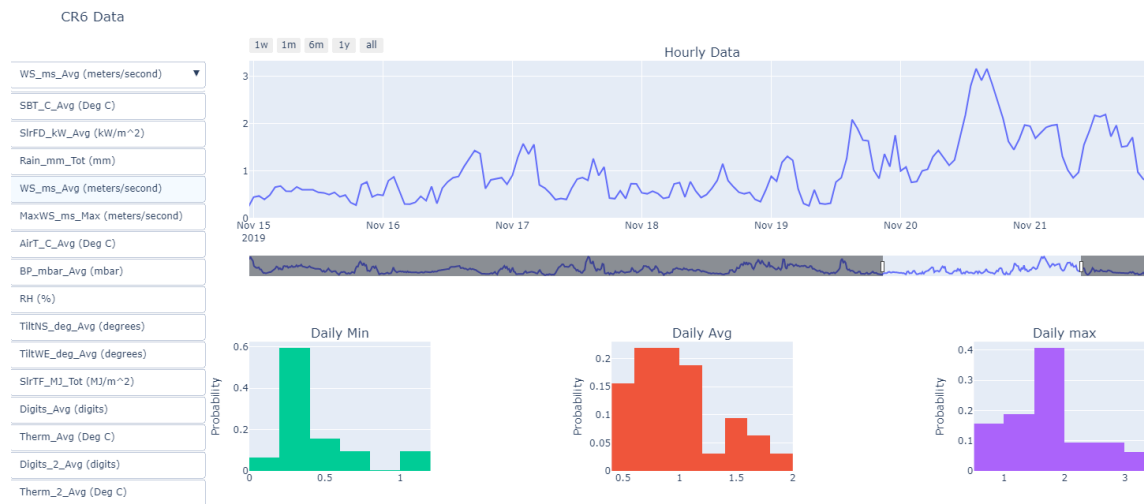 CR6 Data
1w 1m 6m 1y all
Hourly Data
WS_ms_Avg (meters/second) ▼
SBT_C_Avg (Deg C)
SlrFD_kW_Avg (kW/m^2)
Rain_mm_Tot (mm)
WS_ms_Avg (meters/second)
MaxWS_ms_Max (meters/second)
AirT_C_Avg (Deg C)
BP_mbar_Avg (mbar)
RH (%)
TiltNS_deg_Avg (degrees)
TiltWE_deg_Avg (degrees)
SlrTF_MJ_Tot (MJ/m^2)
Digits_Avg (digits)
Therm_Avg (Deg C)
Digits_2_Avg (digits)
Therm_2_Avg (Deg C)
3
2
1
0
Nov 15 Nov 16 Nov 17 Nov 18 Nov 19 Nov 20 Nov 21
2019
Daily Min
Probability
0.6
0.4
0.2
0
0 0.5 1
Daily Avg
Probability
0.2
0.15
0.1
0.05
0
0.5 1 1.5 2
Daily max
Probability
0.4
0.3
0.2
0.1
0
1 2 3